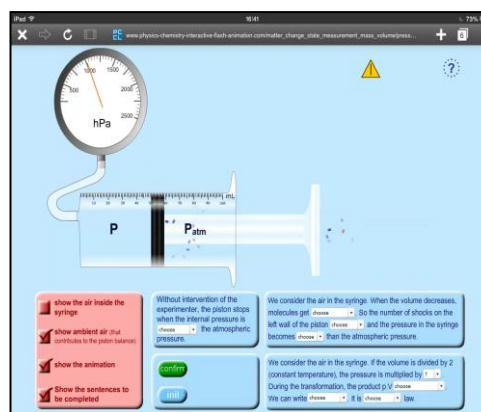 iPad
16:41
73%
www.physics-chemistry-interactive-flash-animation.com/matter_change_state_measurement_mass_volume/press...
6
500
1000
1500
2000
2500
hPa
?
mL
P
Patm
show the air inside the
syringe
show ambient air (that
contributes to the piston balance)
show the animation
Show the sentences to
be completed
Without intervention of the
experimenter, the piston stops
when the internal pressure is
choose the atmospheric
pressure.
confirm
init
We consider the air in the syringe. When the volume decreases,
molecules get choose . So the number of shocks on the
left wall of the piston choose and the pressure in the syringe
becomes choose than the atmospheric pressure.
We consider the air in the syringe. If the volume is divided by 2
(constant temperature), the pressure is multiplied by ? .
During the transformation, the product p.V choose .
We can write choose . It is choose law.